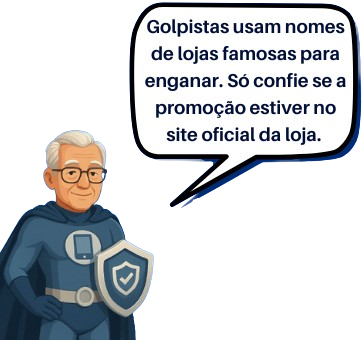 Golpistas usam nomes
de lojas famosas para
enganar. Só confie se a
promoção estiver no
site oficial da loja.